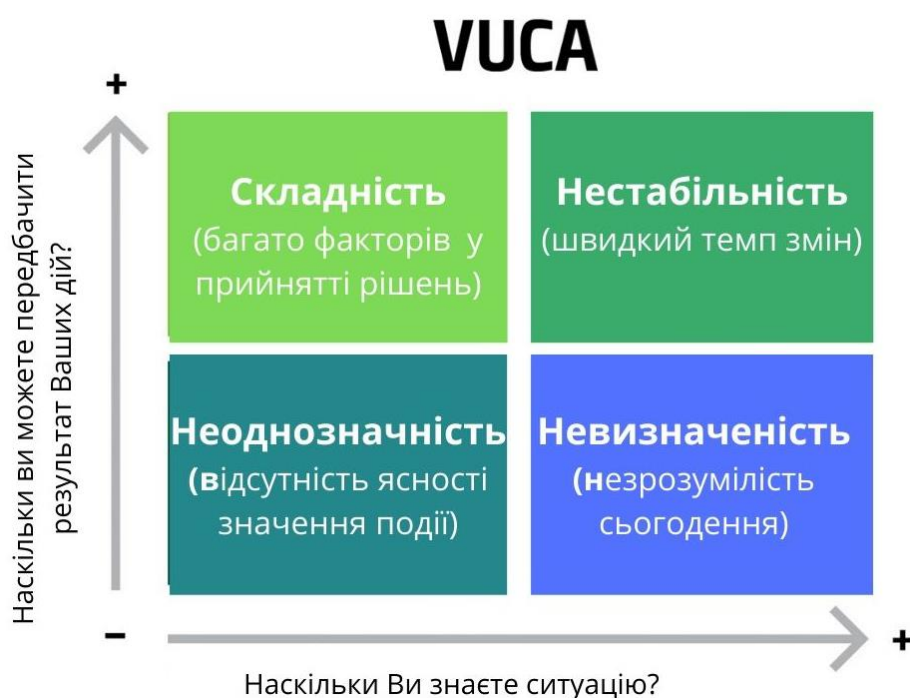 VUCA
+
Наскільки ви можете передбачити
результат Ваших дій?
Складність
(багато факторів у
прийнятті рішень)
Нестабільність
(швидкий темп змін)
Неоднозначність
(відсутність ясності
значення події)
Невизначеність
(незрозумілість
сьогодення)
−
+
Наскільки Ви знаєте ситуацію?